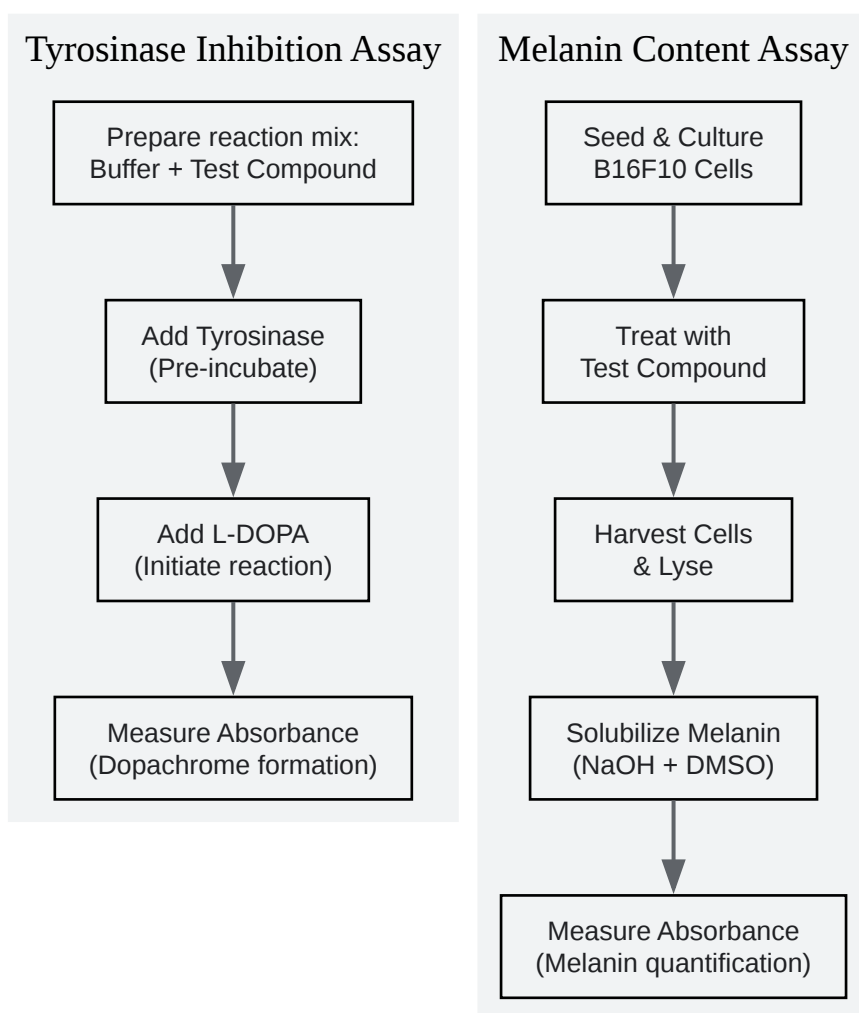 Tyrosinase Inhibition Assay
Prepare reaction mix:
Buffer + Test Compound
Add Tyrosinase
(Pre-incubate)
Add L-DOPA
(Initiate reaction)
Measure Absorbance
(Dopachrome formation)
Melanin Content Assay
Seed & Culture
B16F10 Cells
Treat with
Test Compound
Harvest Cells
& Lyse
Solubilize Melanin
(NaOH + DMSO)
Measure Absorbance
(Melanin quantification)